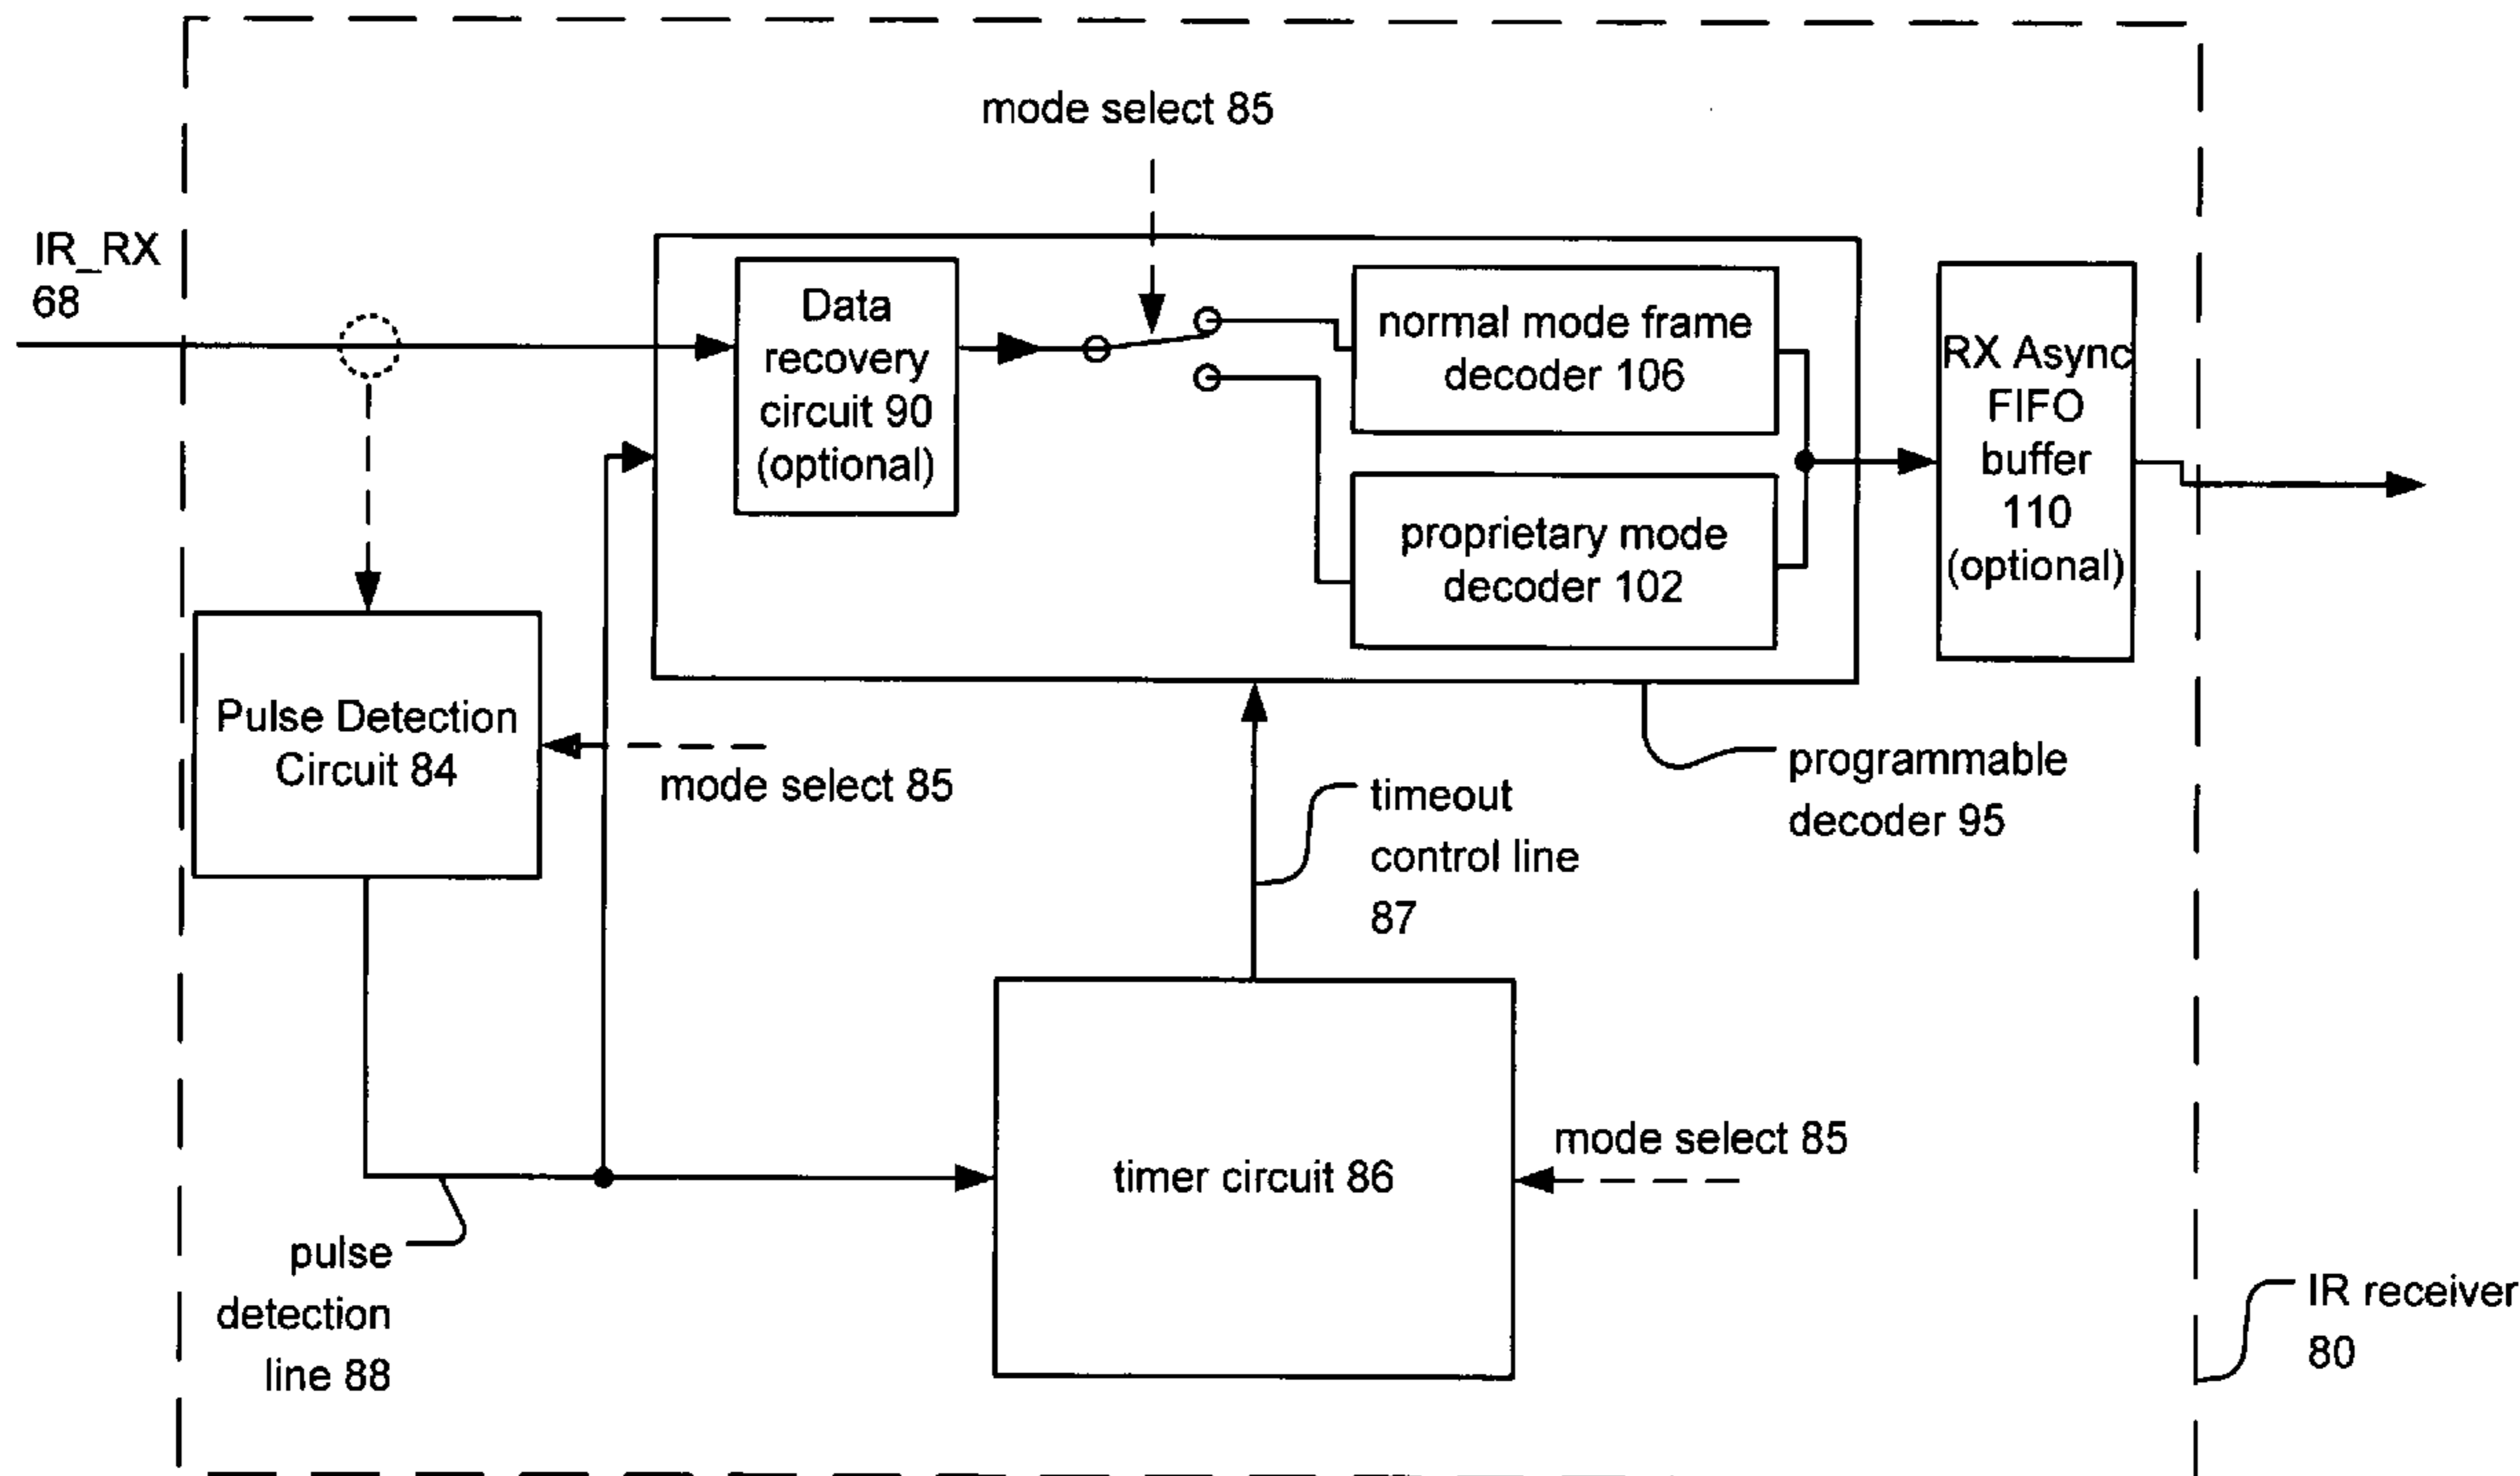 mode select 85
IR_RX
68
Data
recovery
circuit 90
(optional)
normal mode frame
decoder 106
proprietary mode
decoder 102
RX Async
FIFO
buffer
110
(optional)
Pulse Detection
Circuit 84
mode select 85
timeout
control line
87
programmable
decoder 95
timer circuit 86
mode select 85
pulse
detection
line 88
IR receiver
80